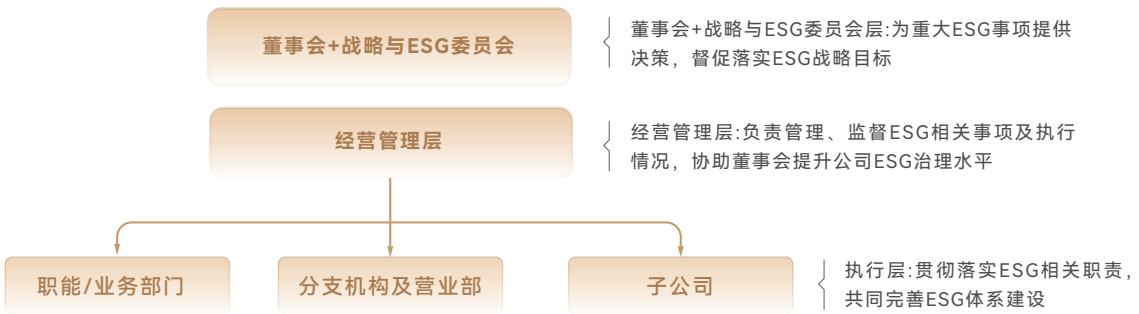 董事会+战略与ESG委员会
董事会+战略与ESG委员会层:为重大ESG事项提供
决策，督促落实ESG战略目标
经营管理层
经营管理层:负责管理、监督ESG相关事项及执行
情况，协助董事会提升公司ESG治理水平
职能/业务部门
分支机构及营业部
子公司
执行层:贯彻落实ESG相关职责，
共同完善ESG体系建设